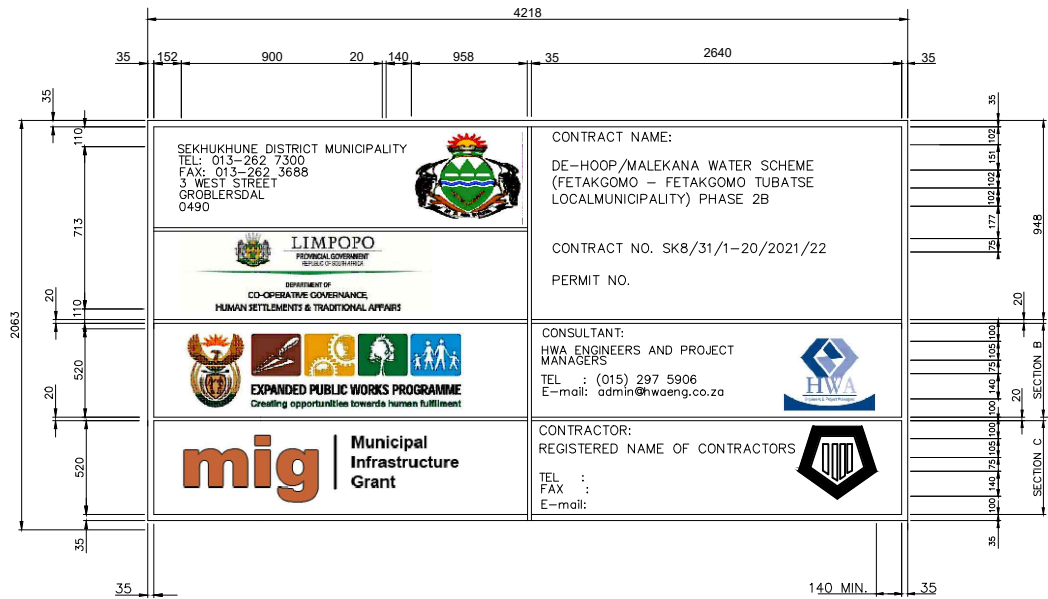 4218
35 152 900 20 140 958 35 2640 35
35
110
713
110
20
520
20
520
35
2063
SEKHUKHUNE DISTRICT MUNICIPALITY
TEL: 013-262 7300
FAX: 013-262 3688
3 WEST STREET
GROBLERSDAL
0490
LIMPOPO
PROVINCIAL GOVERNMENT
REPUBLIC OF SOUTH AFRICA
DEPARTMENT OF
CO-OPERATIVE GOVERNANCE,
HUMAN SETTLEMENTS & TRADITIONAL AFFAIRS
EXPANDED PUBLIC WORKS PROGRAMME
Creating opportunities towards human fulfilment
mig
Municipal
Infrastructure
Grant
CONTRACT NAME:
DE-HOOP/MALEKANA WATER SCHEME
(FETAKGOMO - FETAKGOMO TUBATSE
LOCALMUNICIPALITY) PHASE 2B
CONTRACT NO. SK8/31/1-20/2021/22
PERMIT NO.
CONSULTANT:
HWA ENGINEERS AND PROJECT
MANAGERS
TEL : (015) 297 5906
E-mail: admin@hwaeng.co.za
HWA
Engineers & Project Managers
CONTRACTOR:
REGISTERED NAME OF CONTRACTORS
TEL :
FAX :
E-mail:
35
102
151
102
102
177
75
100
105
75
140
100
100
105
75
140
100
35
20
20
948
SECTION B
SECTION C
35 140 MIN. 35